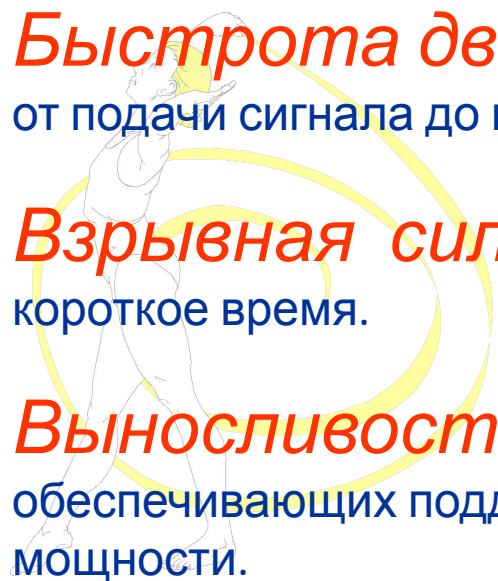 Быстрота дв
от подачи сигнала до
Взрывная сил
короткое время.
Выносливост
обеспечивающих подд
мощности.